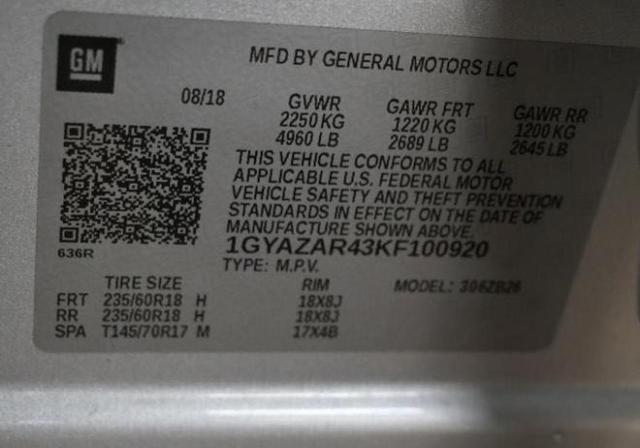 GM
MFD BY GENERAL MOTORS LLC
08/18 GVWR GAWR FRT GAWR RR
2250 KG 1220 KG 1200 KG
4960 LB 2689 LB 2645 LB
THIS VEHICLE CONFORMS TO ALL
APPLICABLE U.S. FEDERAL MOTOR
VEHICLE SAFETY AND THEFT PREVENTION
STANDARDS IN EFFECT ON THE DATE OF
MANUFACTURE SHOWN ABOVE.
636R
1GYAZAR43KF100920
TYPE: M.P.V.
TIRE SIZE RIM MODEL: 306ZB26
FRT 235/60R18 H 18X8J
RR 235/60R18 H 18X8J
SPA T145/70R17 M 17X4B